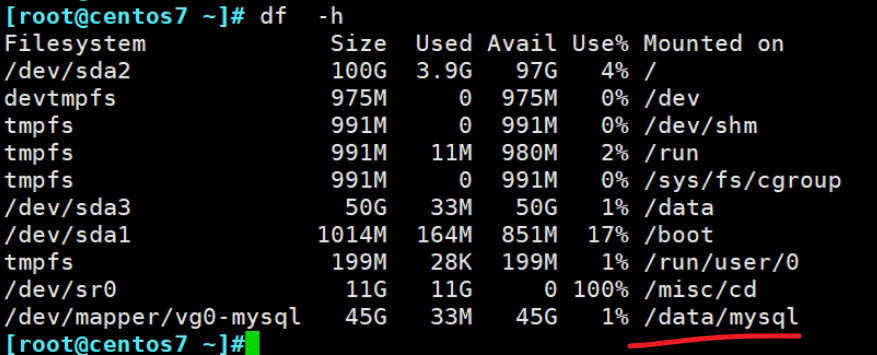 [root@centos7 ~]# df  -h
Filesystem             Size  Used Avail Use% Mounted on
/dev/sda2              100G  3.9G   97G   4% /
devtmpfs               975M     0  975M   0% /dev
tmpfs                  991M     0  991M   0% /dev/shm
tmpfs                  991M   11M  980M   2% /run
tmpfs                  991M     0  991M   0% /sys/fs/cgroup
/dev/sda3               50G   33M   50G   1% /data
/dev/sda1             1014M  164M  851M  17% /boot
tmpfs                  199M   28K  199M   1% /run/user/0
/dev/sr0                11G   11G     0 100% /misc/cd
/dev/mapper/vg0-mysql   45G   33M   45G   1% /data/mysql
[root@centos7 ~]#